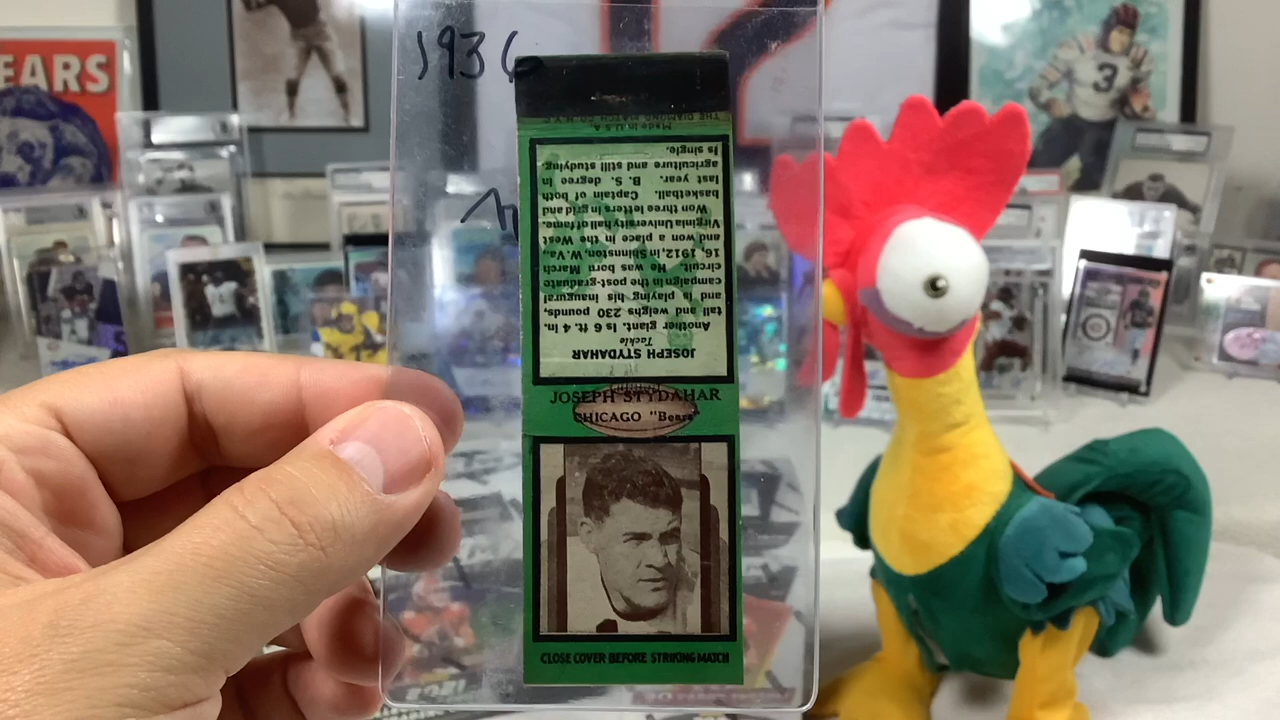 EARS
1936
12
3
THE DIAMOND MATCH CO. N.Y.C.
Made in U.S.A.
JOSEPH STYDAHAR
Tackle
Another giant. Is 6 ft. 4 in.
tall and weighs 230 pounds,
and is playing his inaugural
campaign in the post-graduate
circuit. He was born March
16, 1912, in Shinnston, W. Va.,
and won a place in the West
Virginia University hall of fame.
Won three letters in grid and
basketball. Captain of both
last year. B. S. degree in
agriculture and still studying.
Is single.
JOSEPH STYDAHAR
CHICAGO "Bears"
CLOSE COVER BEFORE STRIKING MATCH